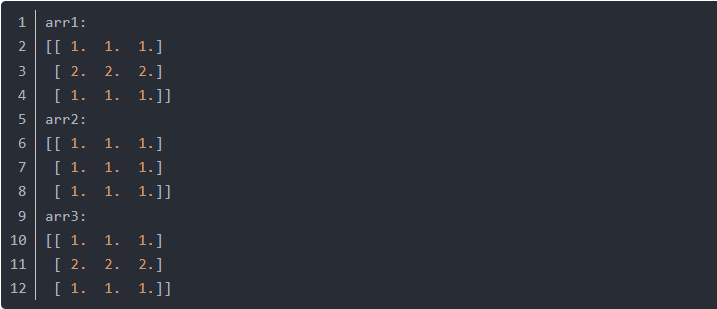 1 arr1:
2 [[ 1.  1.  1.]
3  [ 2.  2.  2.]
4  [ 1.  1.  1.]]
5 arr2:
6 [[ 1.  1.  1.]
7  [ 1.  1.  1.]
8  [ 1.  1.  1.]]
9 arr3:
10 [[ 1.  1.  1.]
11  [ 2.  2.  2.]
12  [ 1.  1.  1.]]